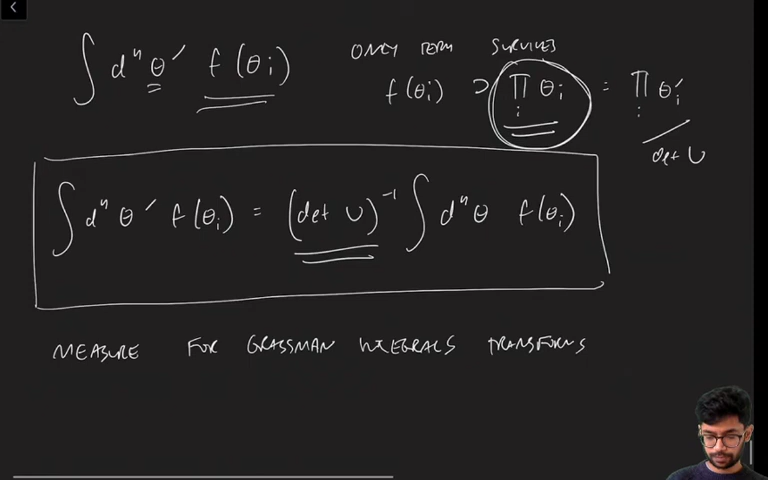 ∫ dⁿθ′ f(θi) ONLY TERM SURVIVES
f(θi) ⊃ ∏i θi = ∏i θ′i / det U
∫ dⁿθ′ f(θi) = (det U)⁻¹ ∫ dⁿθ f(θi)
MEASURE FOR GRASSMAN INTEGRALS TRANSFORMS